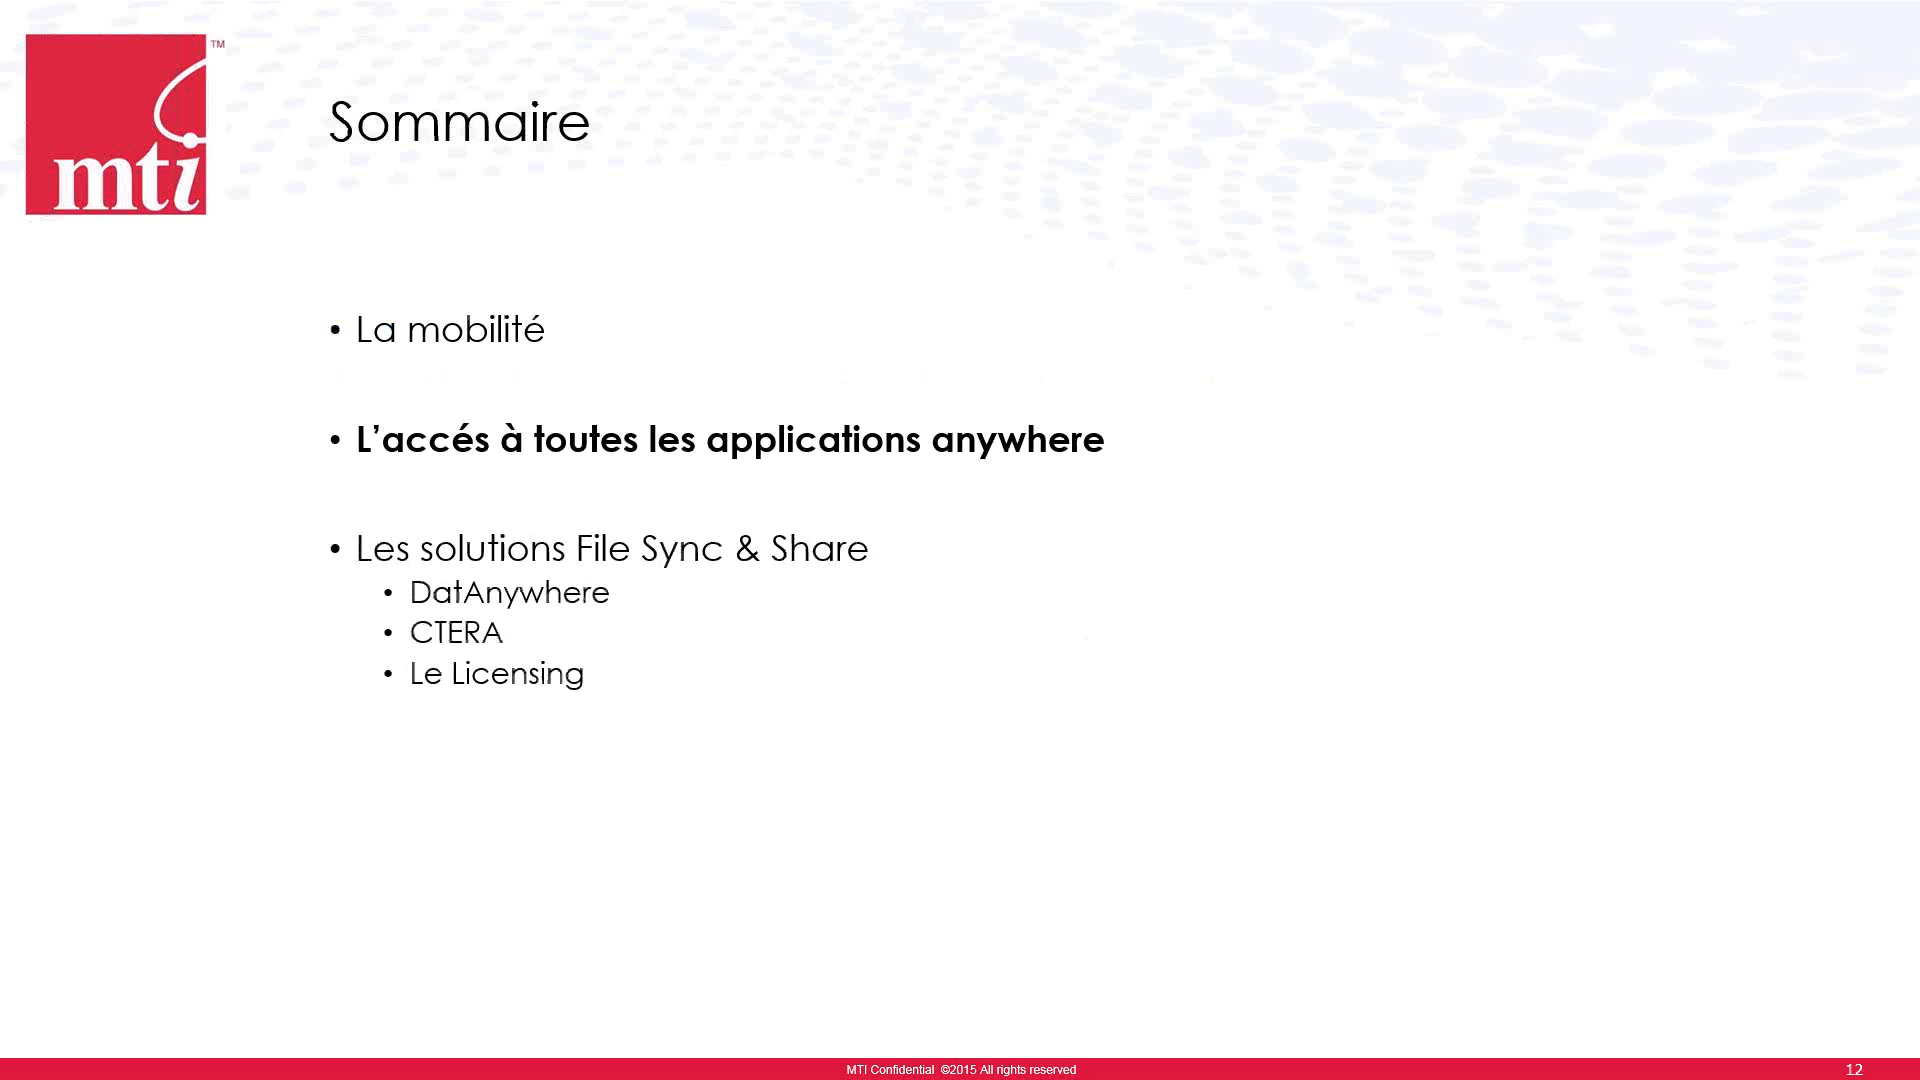 mti
TM
Sommaire
• La mobilité
• L’accés à toutes les applications anywhere
• Les solutions File Sync & Share
• DatAnywhere
• CTERA
• Le Licensing
MTI Confidential ©2015 All rights reserved
12